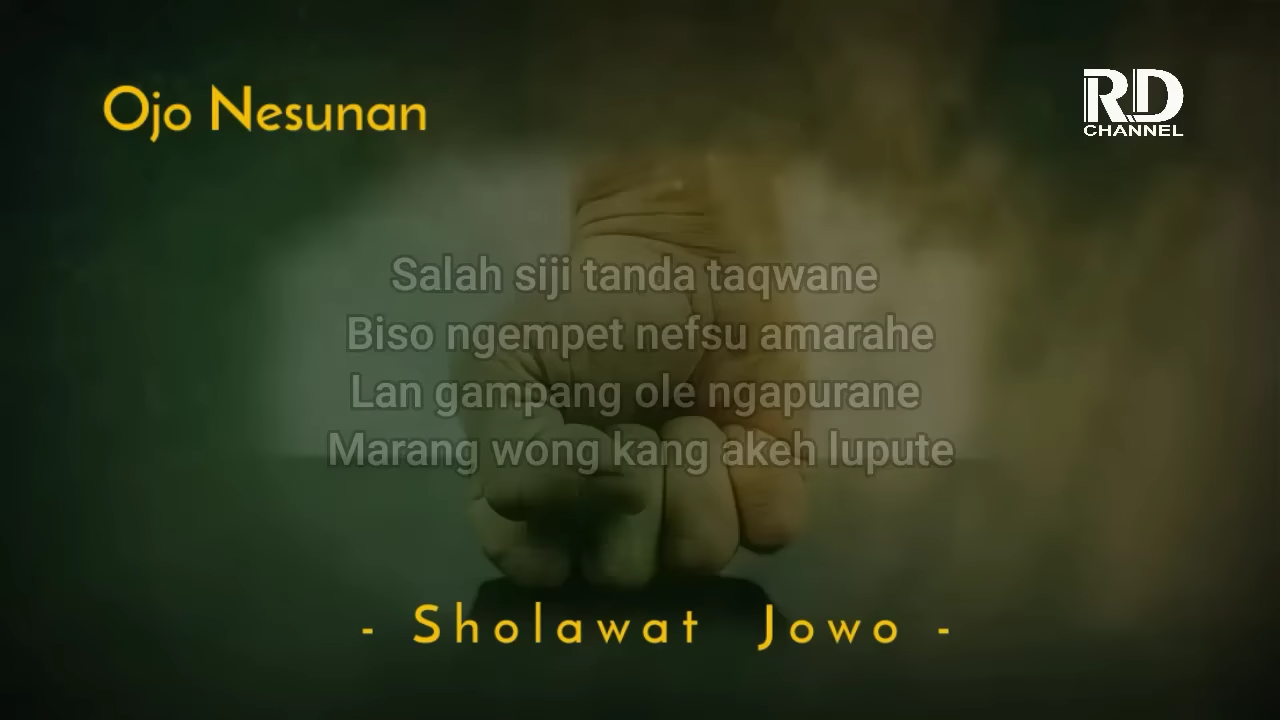 Ojo Nesunan
RD
CHANNEL
Salah siji tanda taqwane
Biso ngempet nefsu amarahe
Lan gampang ole ngapurane
Marang wong kang akeh lupute
- Sholawat Jowo -